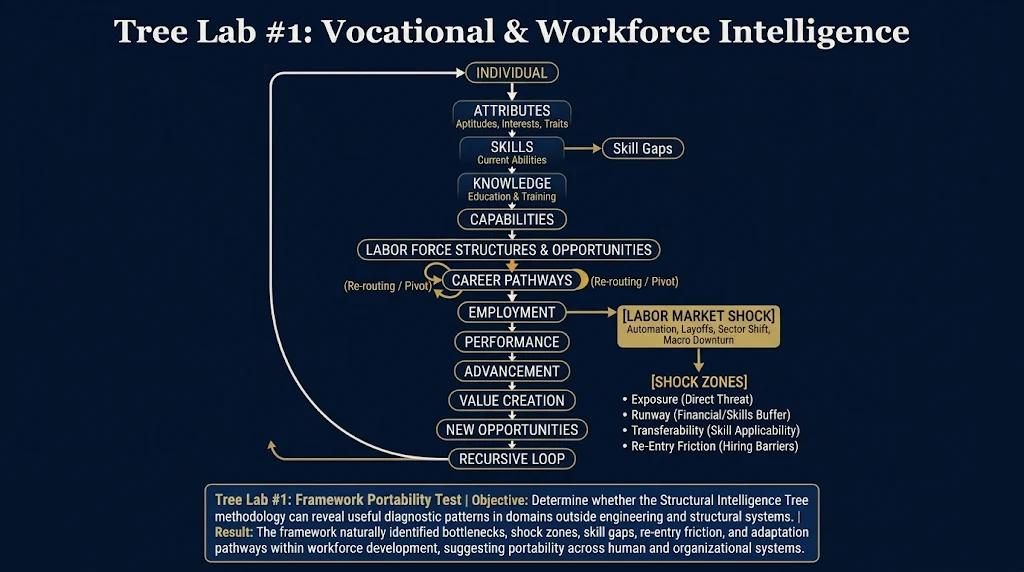 Tree Lab #1: Vocational & Workforce Intelligence
INDIVIDUAL
ATTRIBUTES
Aptitudes, Interests, Traits
SKILLS
Current Abilities
Skill Gaps
KNOWLEDGE
Education & Training
CAPABILITIES
LABOR FORCE STRUCTURES & OPPORTUNITIES
(Re-routing / Pivot)
CAREER PATHWAYS
(Re-routing / Pivot)
EMPLOYMENT
PERFORMANCE
ADVANCEMENT
VALUE CREATION
NEW OPPORTUNITIES
RECURSIVE LOOP
[LABOR MARKET SHOCK]
Automation, Layoffs, Sector Shift,
Macro Downturn
[SHOCK ZONES]
• Exposure (Direct Threat)
• Runway (Financial/Skills Buffer)
• Transferability (Skill Applicability)
• Re-Entry Friction (Hiring Barriers)
Tree Lab #1: Framework Portability Test | Objective: Determine whether the Structural Intelligence Tree
methodology can reveal useful diagnostic patterns in domains outside engineering and structural systems. |
Result: The framework naturally identified bottlenecks, shock zones, skill gaps, re-entry friction, and adaptation
pathways within workforce development, suggesting portability across human and organizational systems.